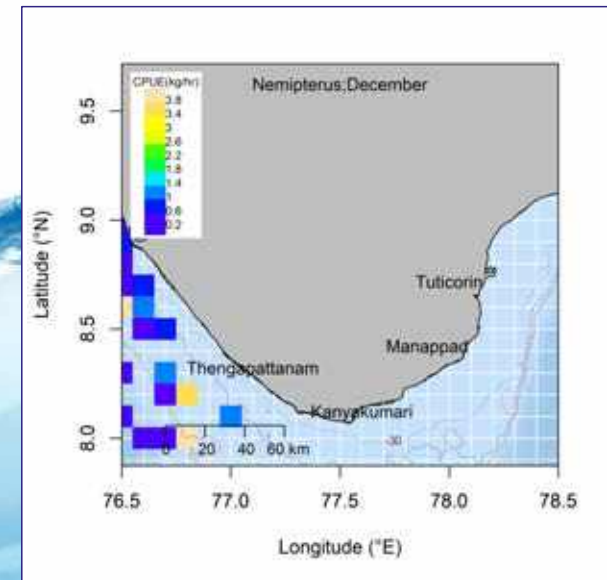 Nemipterus:December
CPUE(kg/hr)
3.8
3.4
3
2.6
2.2
1.8
1.4
1
0.6
0.2
9.5
9.0
8.5
8.0
Latitude (°N)
Tuticorin
Manappad
Thengapattanam
Kanyakumari
-30
0 20 40 60 km
76.5 77.0 77.5 78.0 78.5
Longitude (°E)